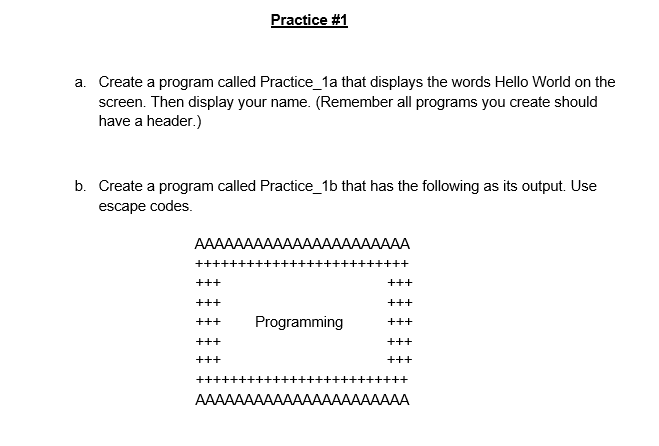 Practice #1
a. Create a program called Practice_1a that displays the words Hello World on the
screen. Then display your name. (Remember all programs you create should
have a header.)
b. Create a program called Practice_1b that has the following as its output. Use
escape codes.
AAAAAAAAAAAAAAAAAAAAAA
+++++++++++++++++++++++++
+++ +++
+++ +++
+++ Programming +++
+++ +++
+++ +++
+++++++++++++++++++++++++
AAAAAAAAAAAAAAAAAAAAAA